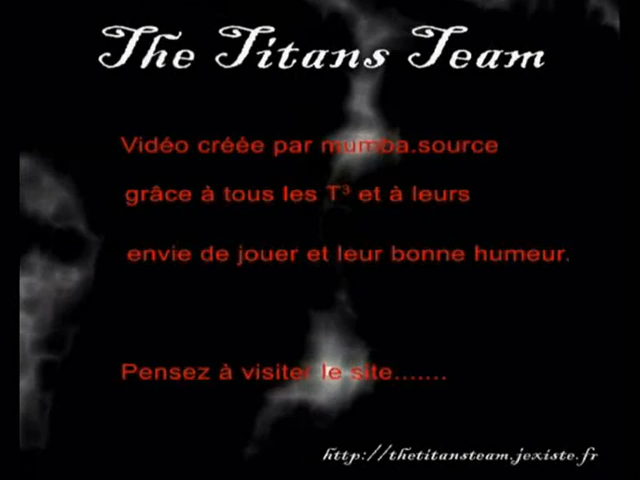 The Titans Team
Vidéo créée par mumba.source
grâce à tous les T³ et à leurs
envie de jouer et leur bonne humeur.
Pensez à visiter le site.......
http://thetitansteam.jexiste.fr